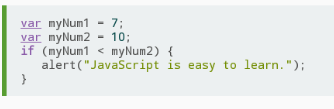 var myNum1 = 7;
var myNum2 = 10;
if (myNum1 < myNum2) {
   alert("JavaScript is easy to learn.");
}